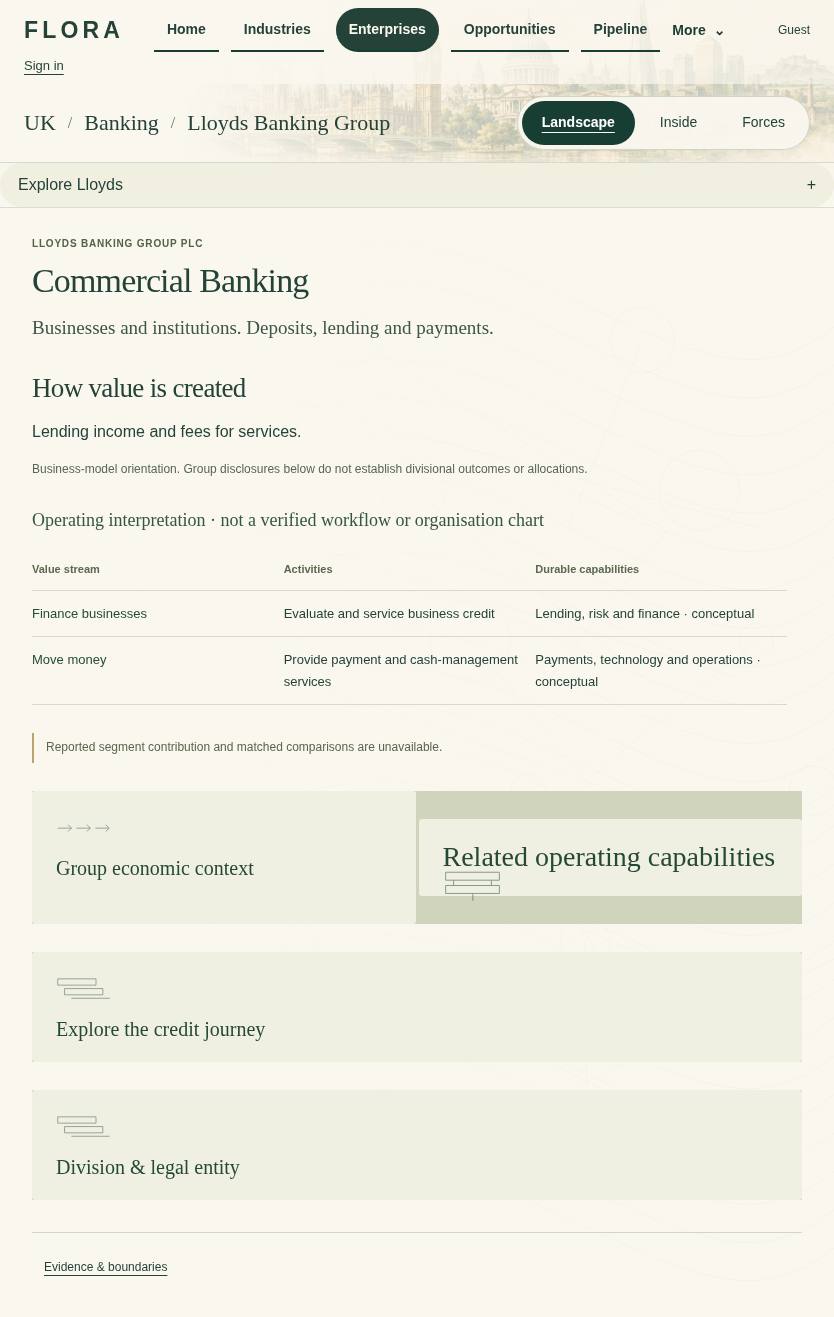 FLORA
Home
Industries
Enterprises
Opportunities
Pipeline
More ⌄
Guest
Sign in
UK / Banking / Lloyds Banking Group
Landscape
Inside
Forces
Explore Lloyds +
LLOYDS BANKING GROUP PLC
Commercial Banking
Businesses and institutions. Deposits, lending and payments.
How value is created
Lending income and fees for services.
Business-model orientation. Group disclosures below do not establish divisional outcomes or allocations.
Operating interpretation · not a verified workflow or organisation chart
Value stream Activities Durable capabilities
Finance businesses Evaluate and service business credit Lending, risk and finance · conceptual
Move money Provide payment and cash-management Payments, technology and operations ·
services conceptual
Reported segment contribution and matched comparisons are unavailable.
Group economic context
Related operating capabilities
Explore the credit journey
Division & legal entity
Evidence & boundaries